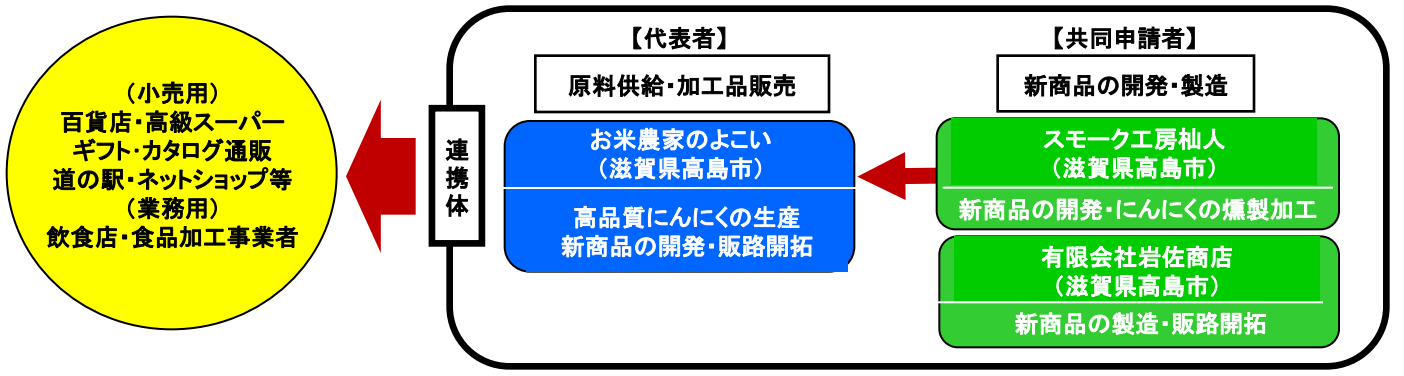 （小売用）
百貨店・高級スーパー
ギフト・カタログ通販
道の駅・ネットショップ等
（業務用）
飲食店・食品加工事業者
連携体
【代表者】
原料供給・加工品販売
お米農家のよこい
（滋賀県高島市）
高品質にんにくの生産
新商品の開発・販路開拓
【共同申請者】
新商品の開発・製造
スモーク工房杣人
（滋賀県高島市）
新商品の開発・にんにくの燻製加工
有限会社岩佐商店
（滋賀県高島市）
新商品の製造・販路開拓